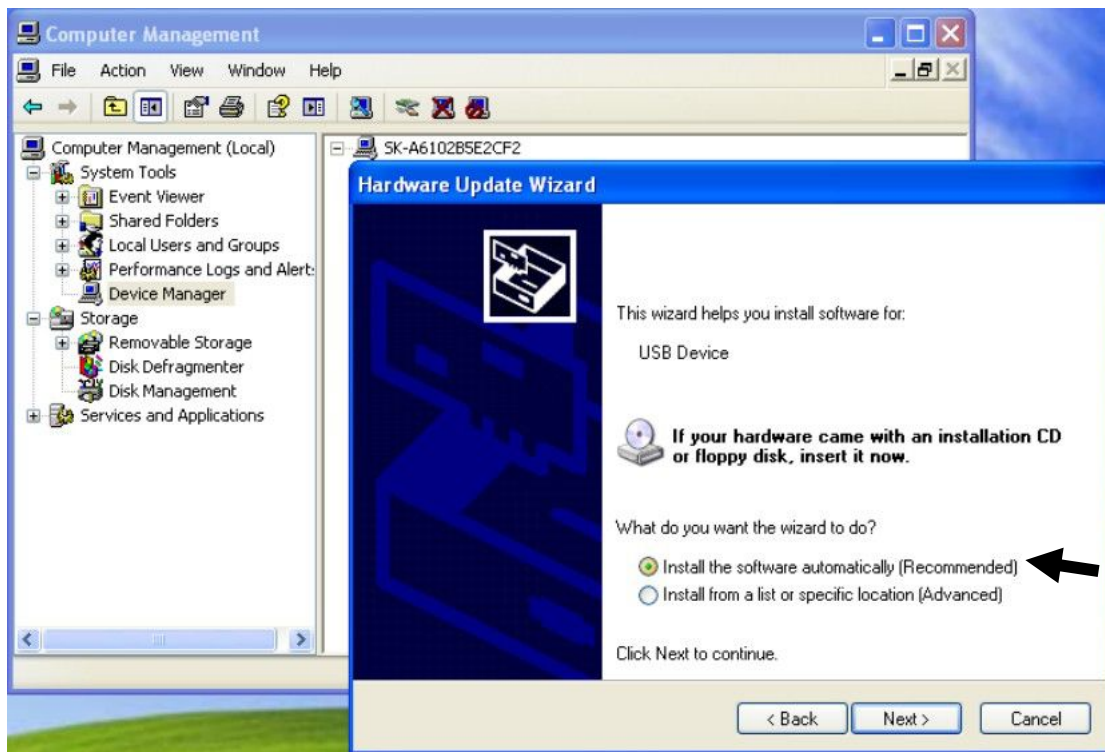 Computer Management
File Action View Window Help
Computer Management (Local)
System Tools
Event Viewer
Shared Folders
Local Users and Groups
Performance Logs and Alert
Device Manager
Storage
Removable Storage
Disk Defragmenter
Disk Management
Services and Applications
SK-A6102B5E2CF2
Hardware Update Wizard
This wizard helps you install software for:
USB Device
If your hardware came with an installation CD
or floppy disk, insert it now.
What do you want the wizard to do?
Install the software automatically (Recommended)
Install from a list or specific location (Advanced)
Click Next to continue.
< Back Next > Cancel